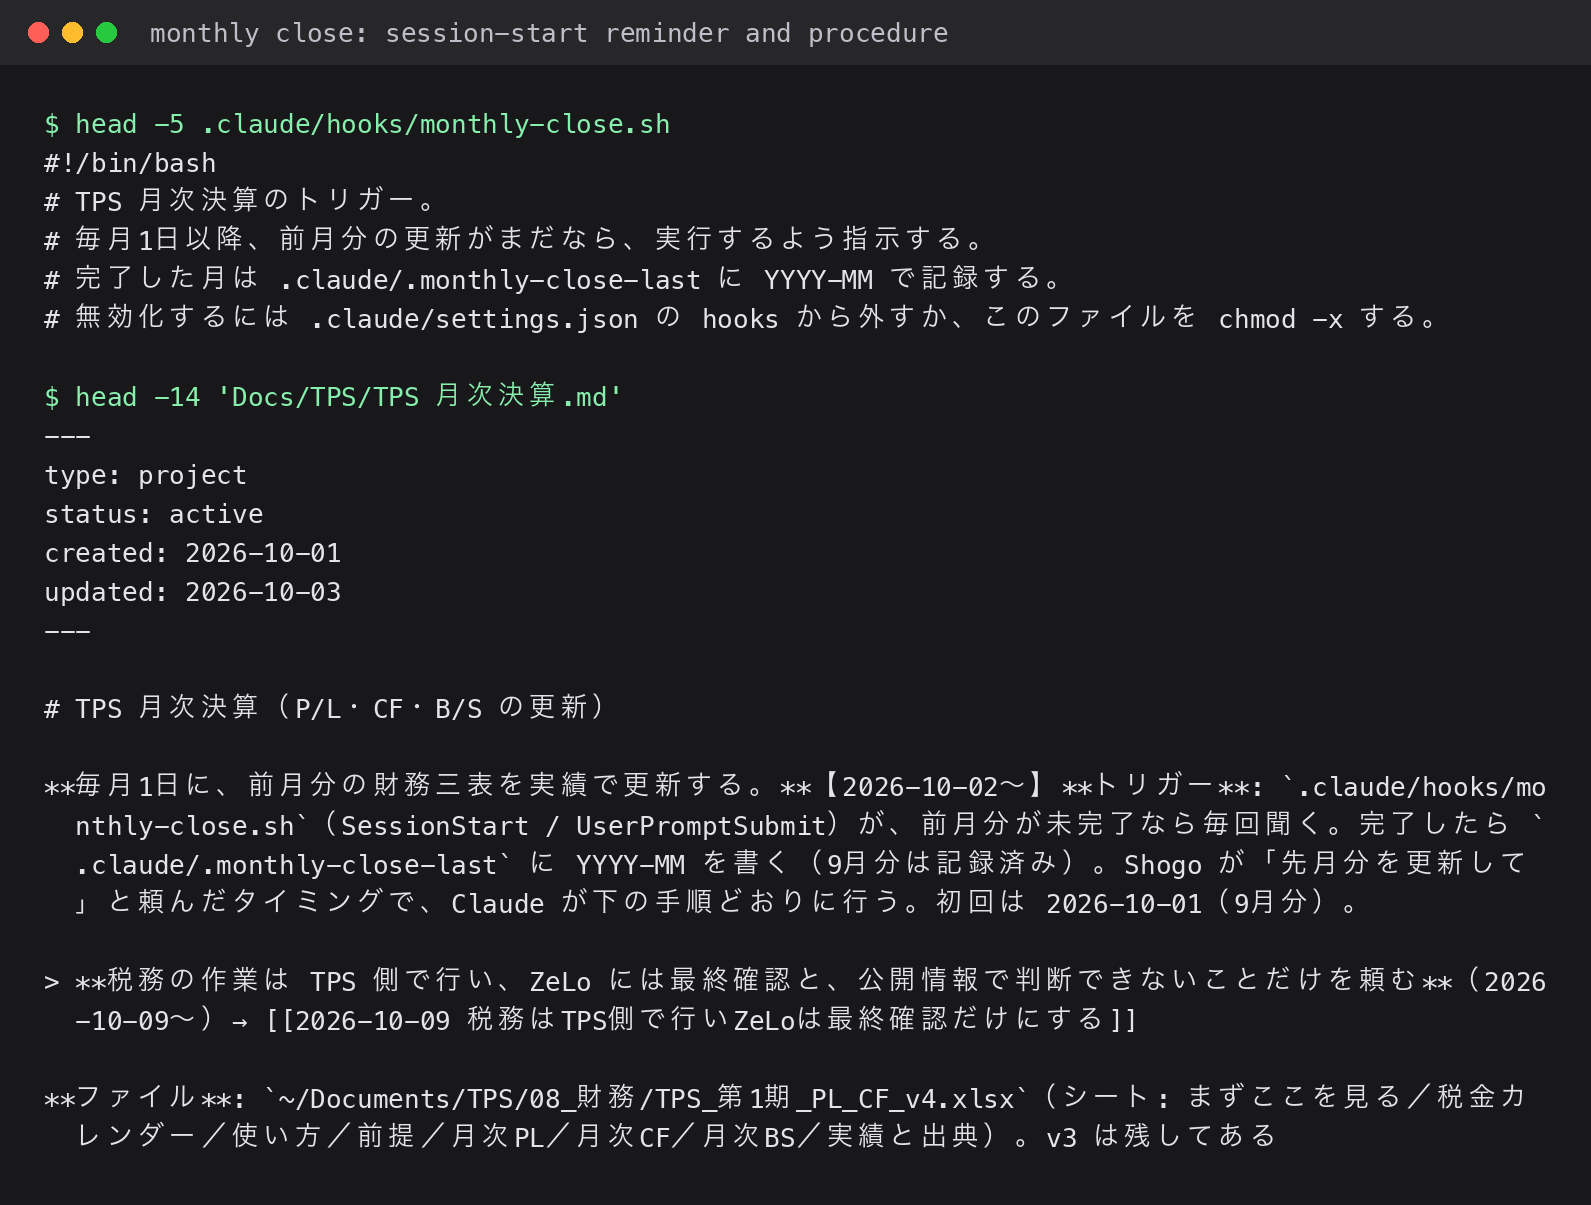 monthly close: session-start reminder and procedure
$ head -5 .claude/hooks/monthly-close.sh
#!/bin/bash
# TPS 月次決算のトリガー。
# 毎月1日以降、前月分の更新がまだなら、実行するよう指示する。
# 完了した月は .claude/.monthly-close-last に YYYY-MM で記録する。
# 無効化するには .claude/settings.json の hooks から外すか、このファイルを chmod -x する。
$ head -14 'Docs/TPS/TPS 月次決算.md'
---
type: project
status: active
created: 2026-10-01
updated: 2026-10-03
---
# TPS 月次決算（P/L・CF・B/S の更新）
**毎月1日に、前月分の財務三表を実績で更新する。**【2026-10-02〜】**トリガー**: `.claude/hooks/mo
nthly-close.sh`（SessionStart / UserPromptSubmit）が、前月分が未完了なら毎回聞く。完了したら `
.claude/.monthly-close-last` に YYYY-MM を書く（9月分は記録済み）。Shogo が「先月分を更新して
」と頼んだタイミングで、Claude が下の手順どおりに行う。初回は 2026-10-01（9月分）。
> **税務の作業は TPS 側で行い、ZeLo には最終確認と、公開情報で判断できないことだけを頼む**（2026
-10-09〜）→ [[2026-10-09 税務はTPS側で行いZeLoは最終確認だけにする]]
**ファイル**: `~/Documents/TPS/08_財務/TPS_第1期_PL_CF_v4.xlsx`（シート: まずここを見る／税金カ
レンダー／使い方／前提／月次PL／月次CF／月次BS／実績と出典）。v3 は残してある